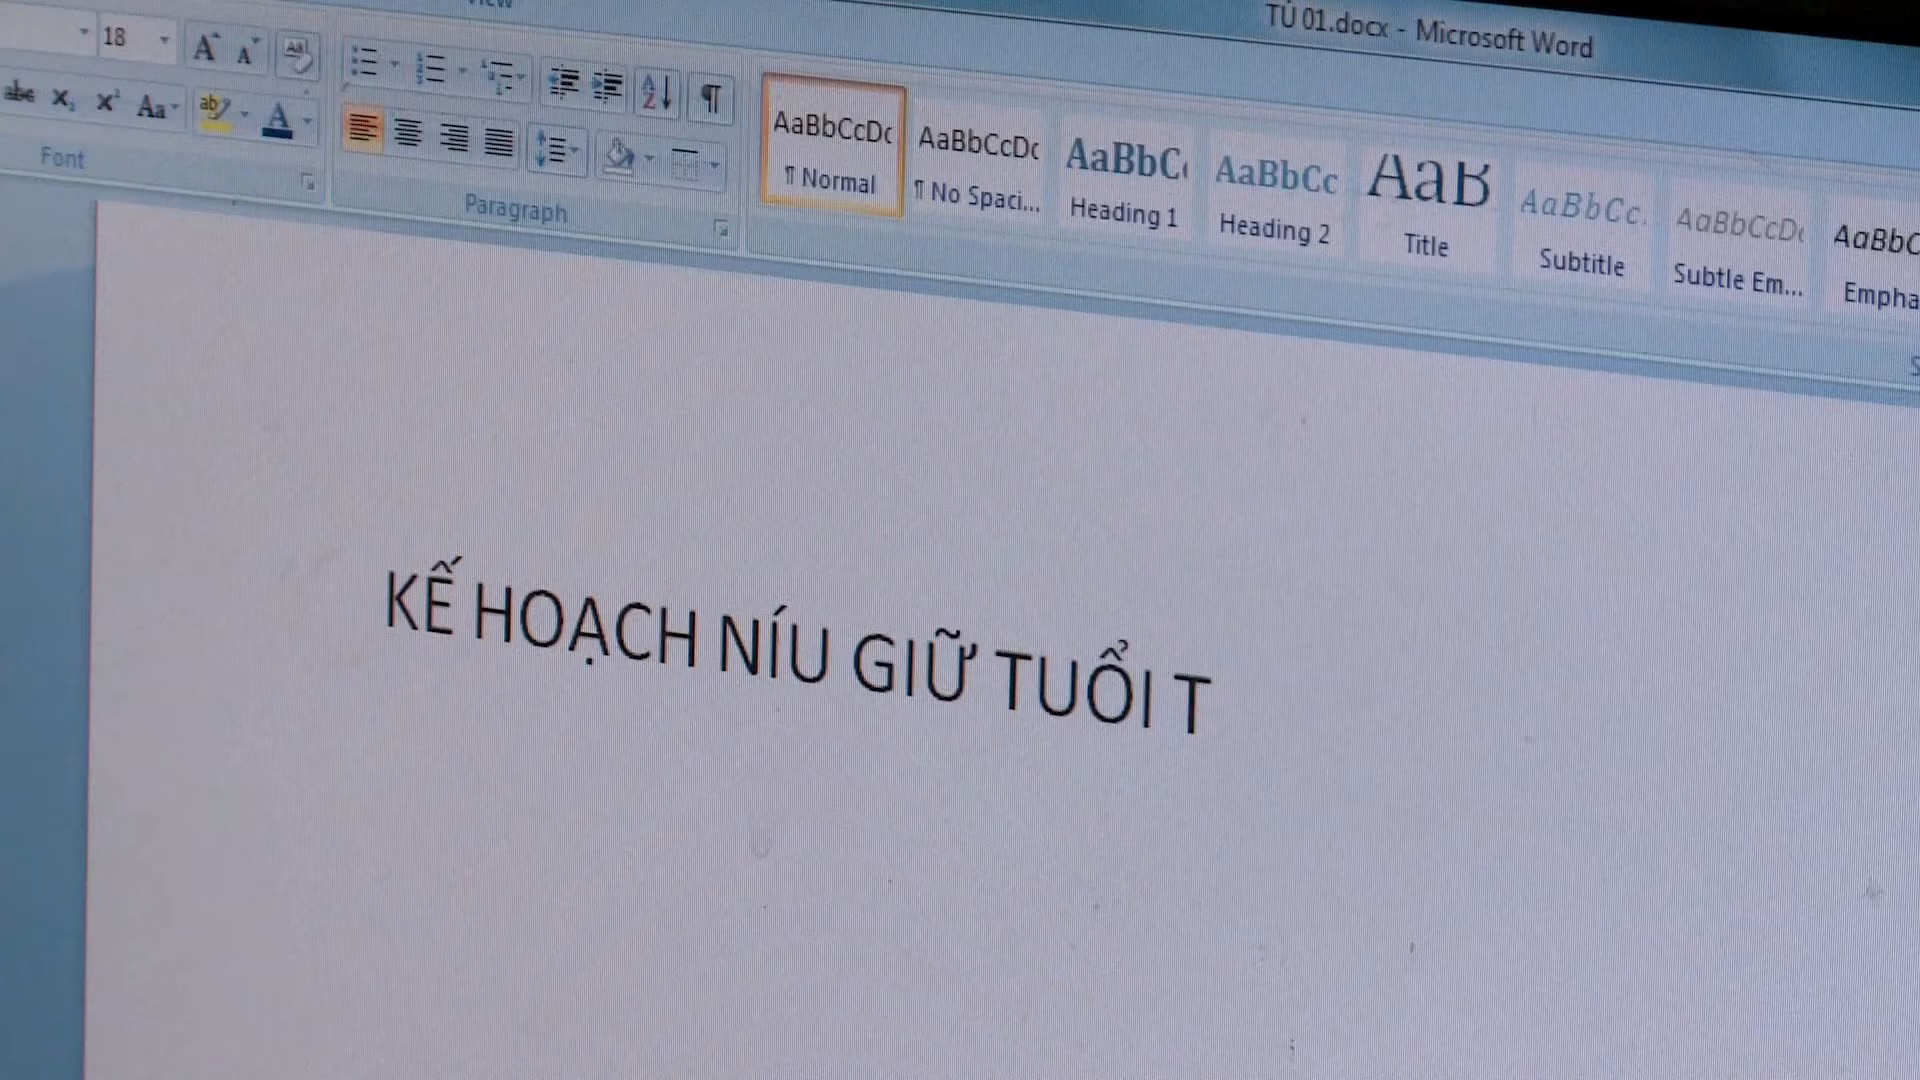 TỦ 01.docx - Microsoft Word
18
Font
Paragraph
AaBbCcDc
¶ Normal
AaBbCcDc
¶ No Spaci...
AaBbC
Heading 1
AaBbCc
Heading 2
AaB
Title
AaBbCc.
Subtitle
AaBbCcDc
Subtle Em...
AaBbC
Empha
KẾ HOẠCH NÍU GIỮ TUỔI T